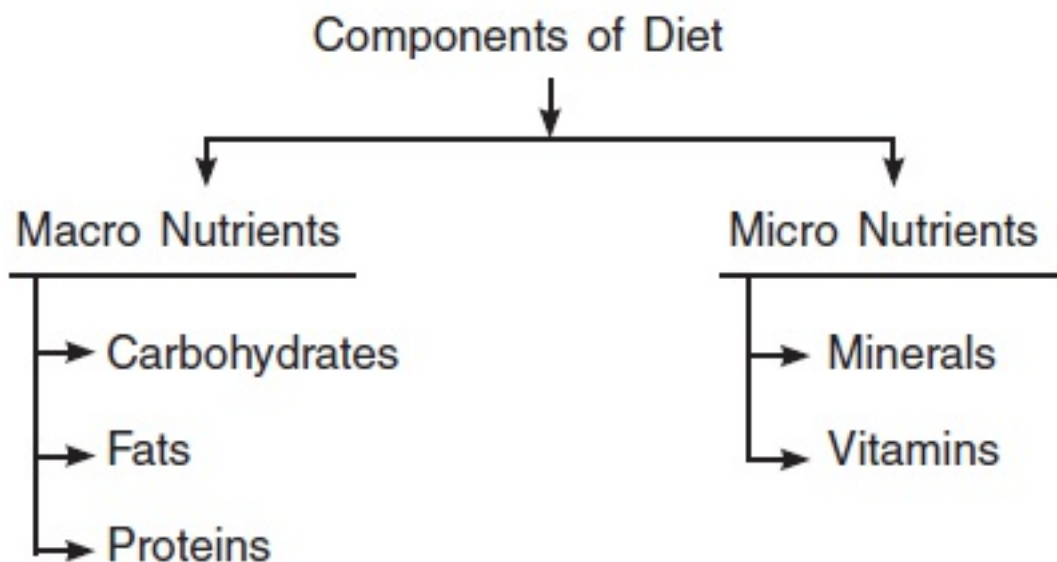 Components of Diet
Macro Nutrients
Carbohydrates
Fats
Proteins
Micro Nutrients
Minerals
Vitamins